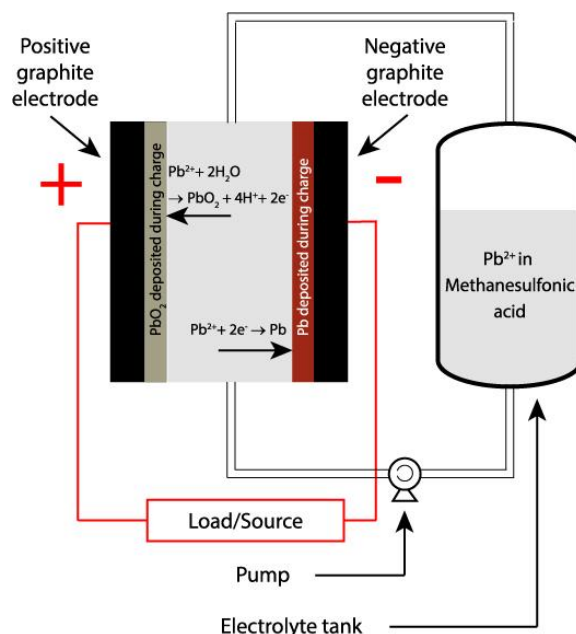 Positive
graphite
electrode
Negative
graphite
electrode
+
-
PbO₂ deposited during charge
Pb²⁺+ 2H₂O
→ PbO₂ + 4H⁺+ 2e⁻
Pb²⁺+ 2e⁻→ Pb
Pb deposited during charge
Pb²⁺ in
Methanesulfonic
acid
Load/Source
Pump
Electrolyte tank